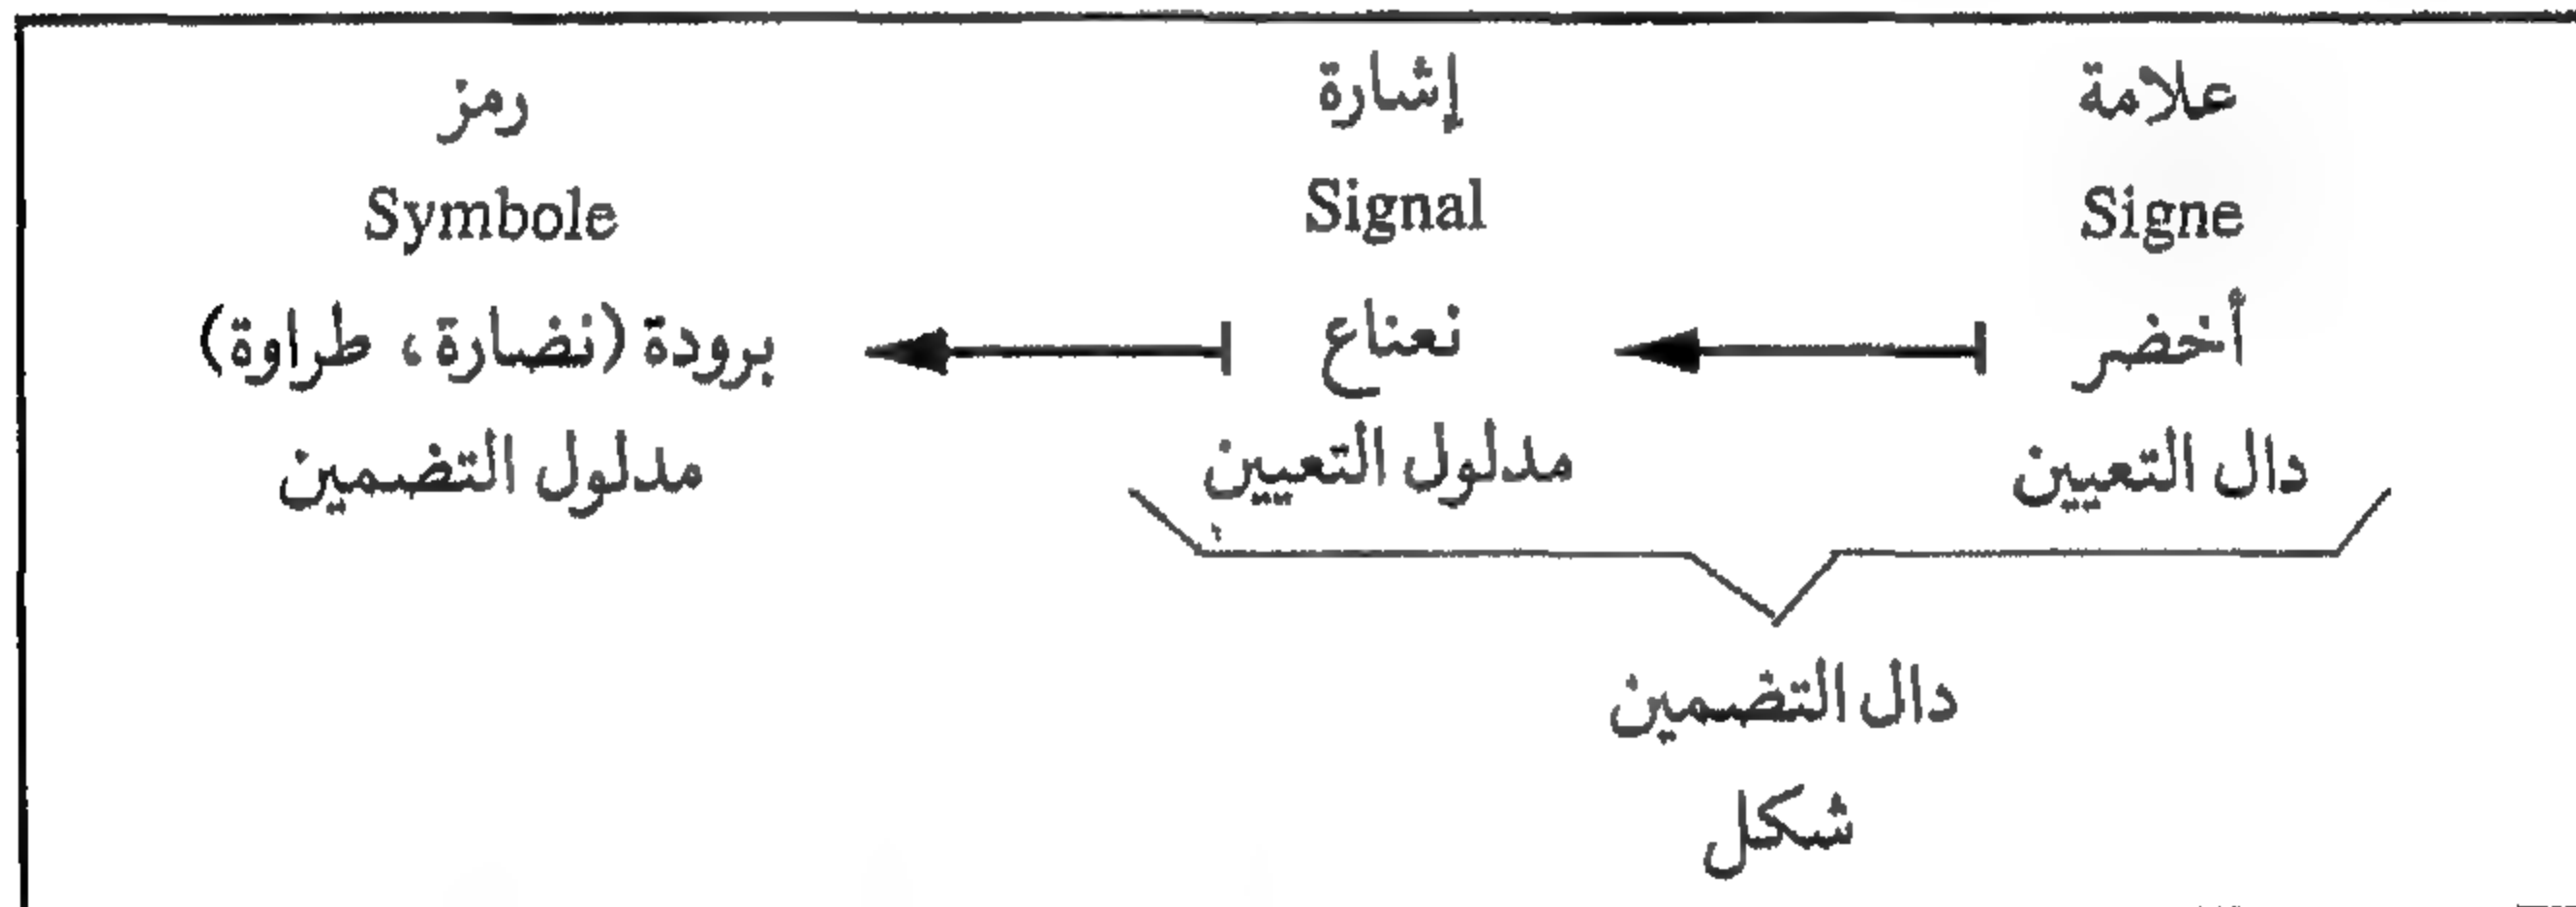 علامة إشارة رمز
Signe Signal Symbole
أخضر نعناع برودة (نضارة، طراوة)
دال التعيين مدلول التعيين مدلول التضمين
دال التضمين
شكل